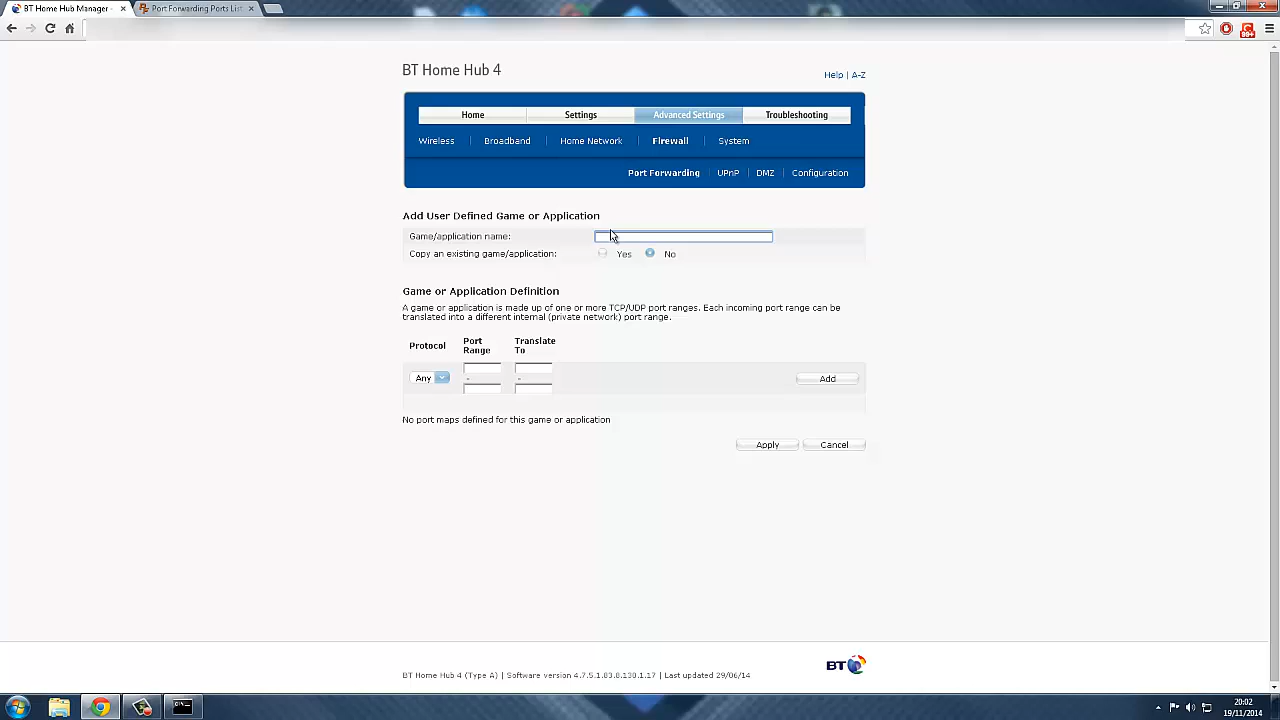 BT Home Hub Manager -
Port Forwarding Ports List
BT Home Hub 4
Help | A-Z
Home Settings Advanced Settings Troubleshooting
Wireless | Broadband | Home Network | Firewall | System
Port Forwarding | UPnP | DMZ | Configuration
Add User Defined Game or Application
Game/application name:
Copy an existing game/application: Yes No
Game or Application Definition
A game or application is made up of one or more TCP/UDP port ranges. Each incoming port range can be
translated into a different internal (private network) port range.
Protocol Port Range Translate To
Any - - Add
No port maps defined for this game or application
Apply Cancel
BT
BT Home Hub 4 (Type A) | Software version 4.7.5.1.83.8.130.1.17 | Last updated 29/06/14
20:02
19/11/2014